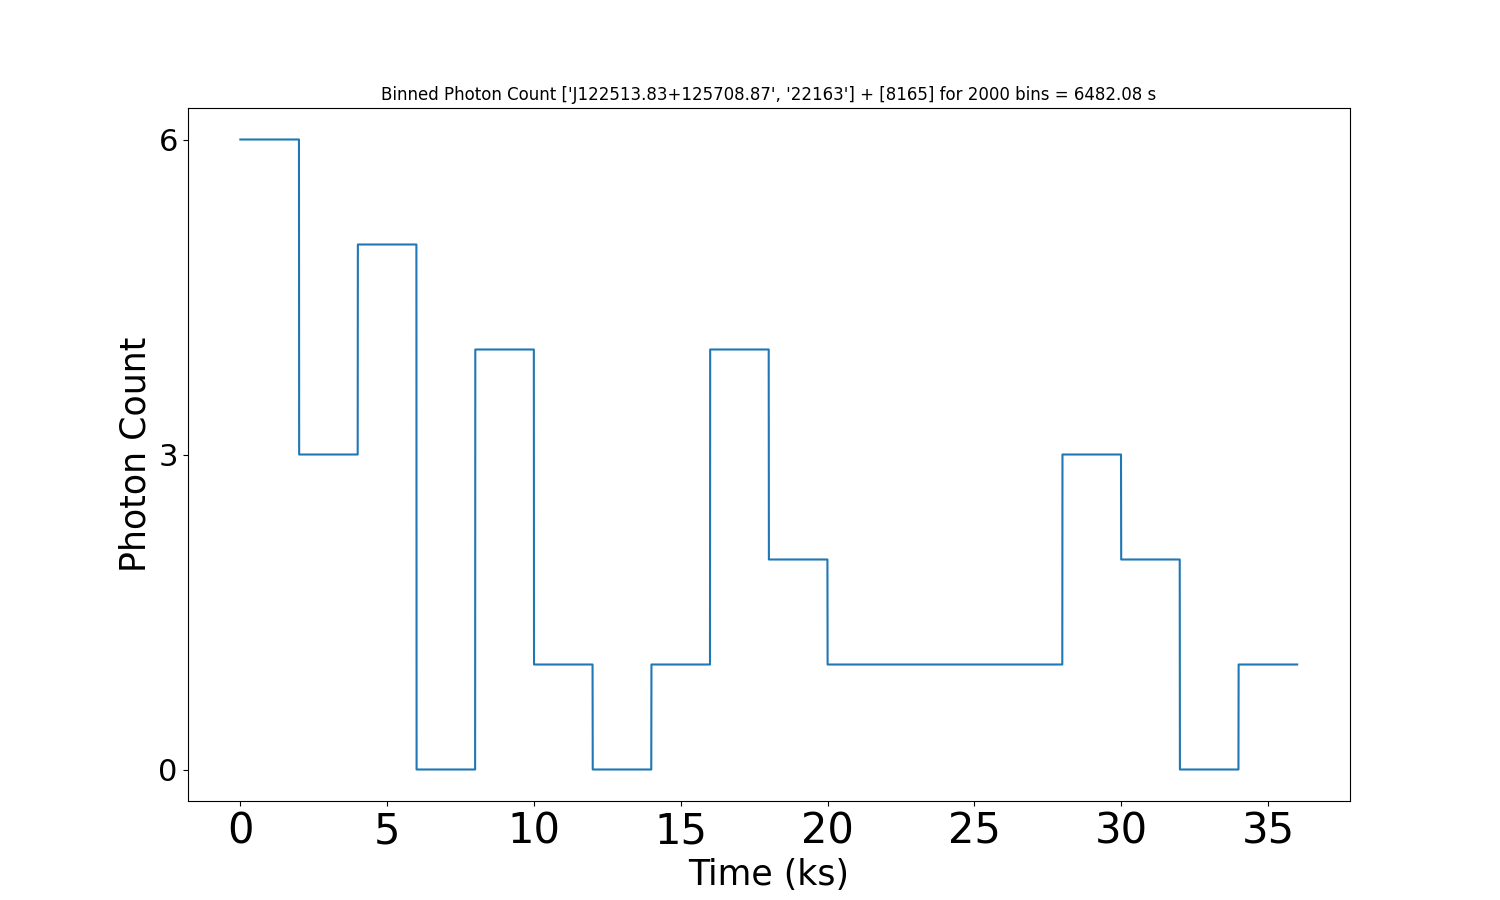 Binned Photon Count ['J122513.83+125708.87', '22163'] + [8165] for 2000 bins = 6482.08 s
6
3
0
Photon Count
0 5 10 15 20 25 30 35
Time (ks)